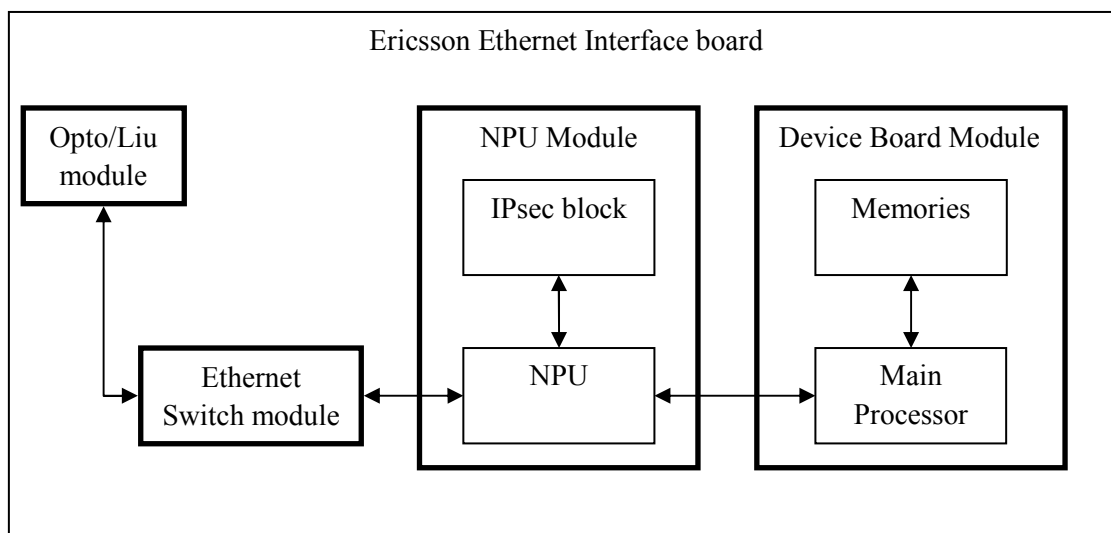 Ericsson Ethernet Interface board
Opto/Liu
module
NPU Module
Device Board Module
IPsec block
Memories
Ethernet
Switch module
NPU
Main
Processor